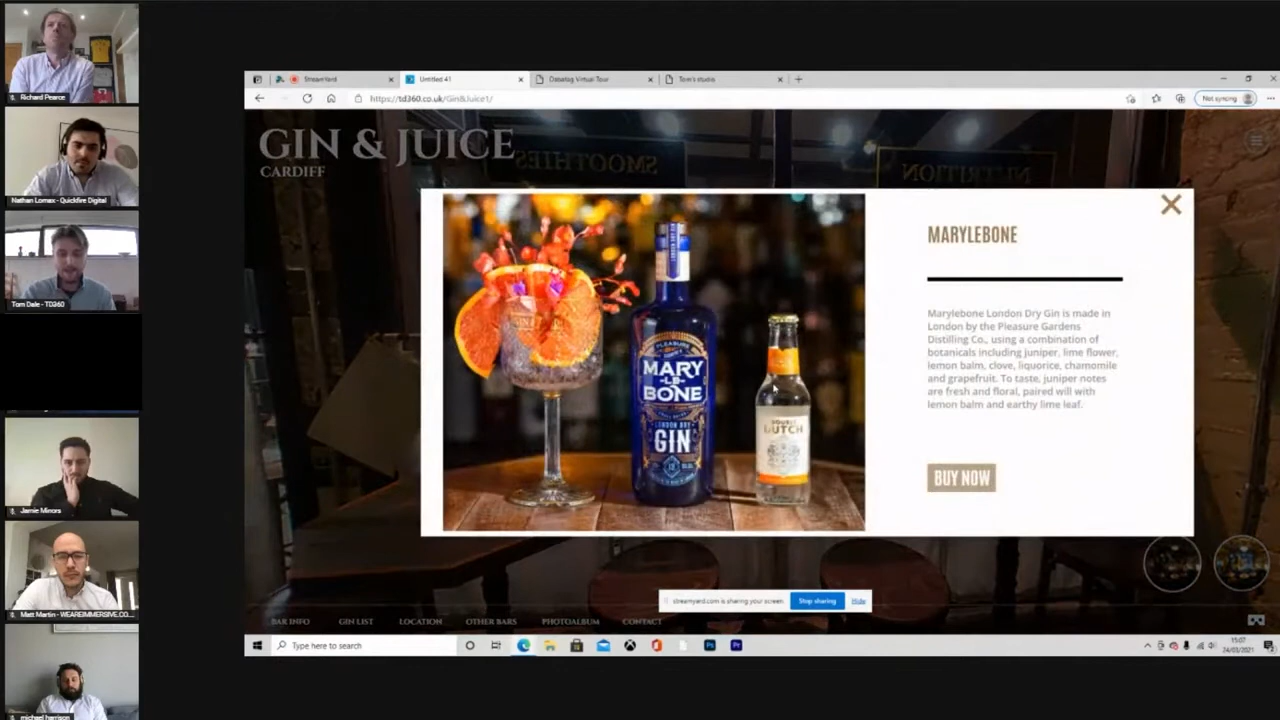 Richard Pearce
Nathan Lomax - Quickfire Digital
Tom Dale - TD360
Jamie Minors
Matt Martin - WEAREIMMERSIVE.CO...
michael harrison
StreamYard
Untitled 41
Datatag Virtual Tour
Tom's studio
https://td360.co.uk/Gin&Juice1/
Not syncing
GIN & JUICE
CARDIFF
SMOOTHIES
NUTRITION
MARYLEBONE
Marylebone London Dry Gin is made in
London by the Pleasure Gardens
Distilling Co., using a combination of
botanicals including juniper, lime flower,
lemon balm, clove, liquorice, chamomile
and grapefruit. To taste, juniper notes
are fresh and floral, paired will with
lemon balm and earthy lime leaf.
BUY NOW
PLEASURE
MARY
-LE-
BONE
LONDON DRY
GIN
DOUBLE
DUTCH
streamyard.com is sharing your screen.
Stop sharing
Hide
BAR INFO
GIN LIST
LOCATION
OTHER BARS
PHOTOALBUM
CONTACT
Type here to search
15:07
24/03/2021